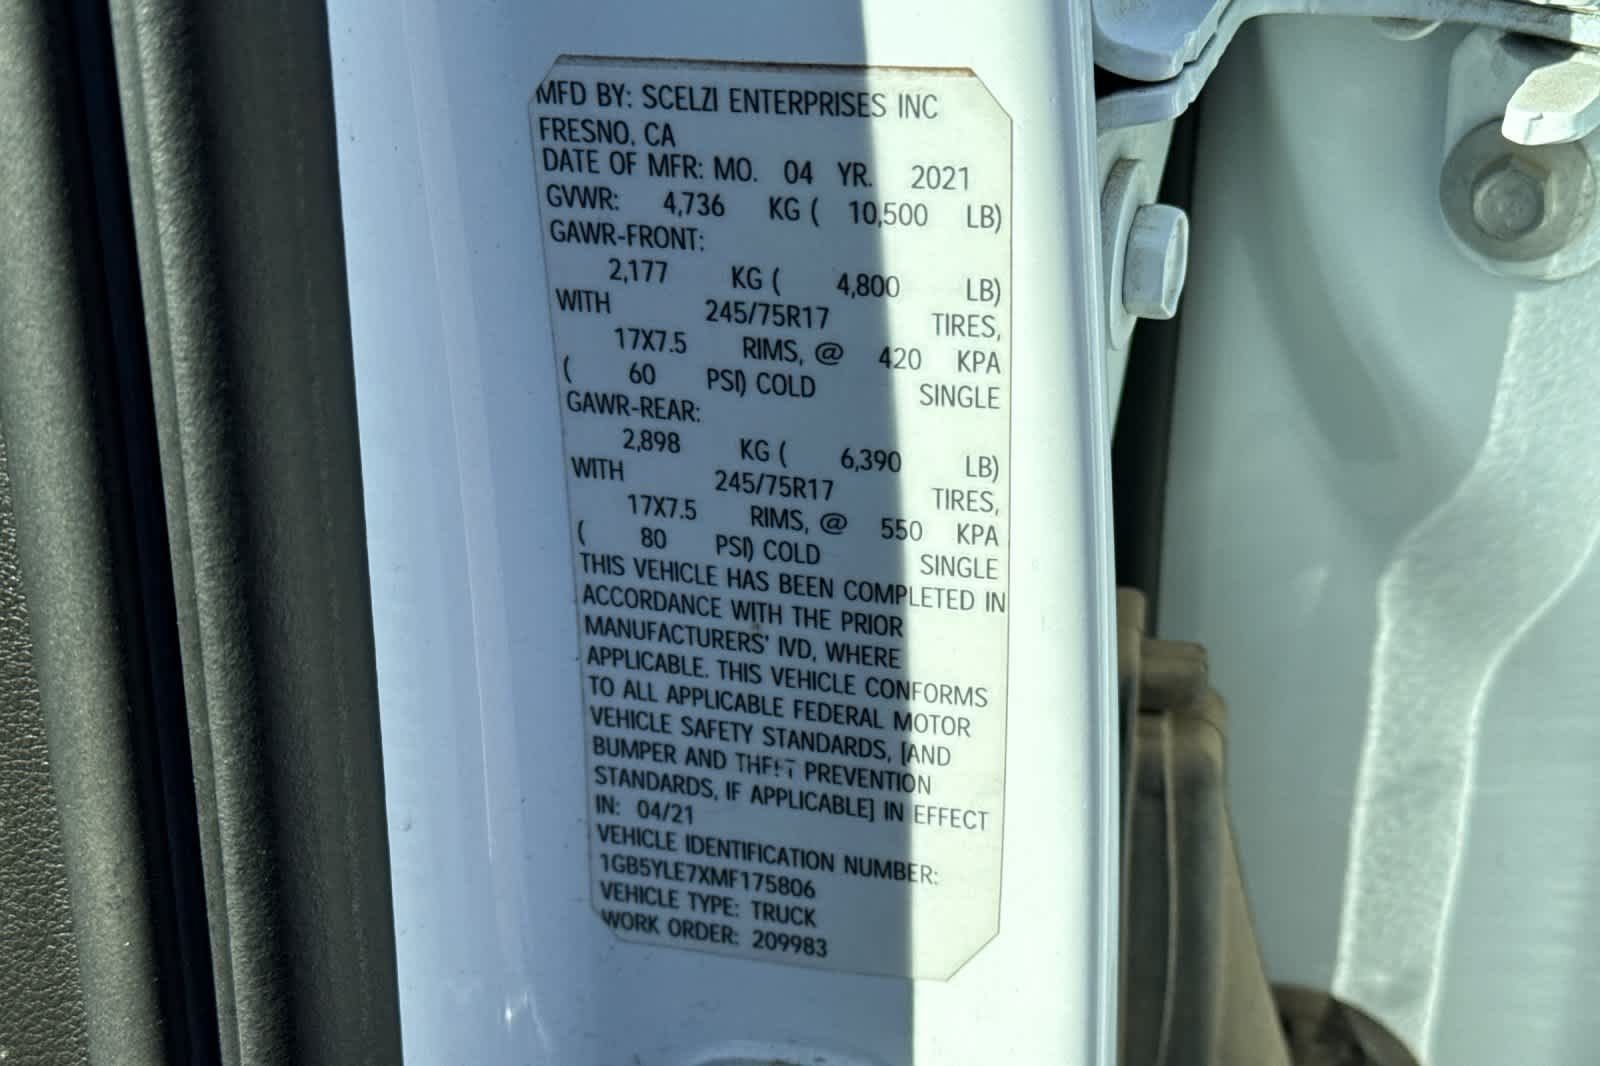 MFD BY: SCELZI ENTERPRISES INC
FRESNO, CA
DATE OF MFR: MO. 04 YR. 2021
GVWR: 4,736 KG ( 10,500 LB)
GAWR-FRONT:
2,177 KG ( 4,800 LB)
WITH 245/75R17 TIRES,
17X7.5 RIMS, @ 420 KPA
( 60 PSI) COLD SINGLE
GAWR-REAR:
2,898 KG ( 6,390 LB)
WITH 245/75R17 TIRES,
17X7.5 RIMS, @ 550 KPA
( 80 PSI) COLD SINGLE
THIS VEHICLE HAS BEEN COMPLETED IN
ACCORDANCE WITH THE PRIOR
MANUFACTURERS' IVD, WHERE
APPLICABLE. THIS VEHICLE CONFORMS
TO ALL APPLICABLE FEDERAL MOTOR
VEHICLE SAFETY STANDARDS, [AND
BUMPER AND THEFT PREVENTION
STANDARDS, IF APPLICABLE] IN EFFECT
IN: 04/21
VEHICLE IDENTIFICATION NUMBER:
1GB5YLE7XMF175806
VEHICLE TYPE: TRUCK
WORK ORDER: 209983